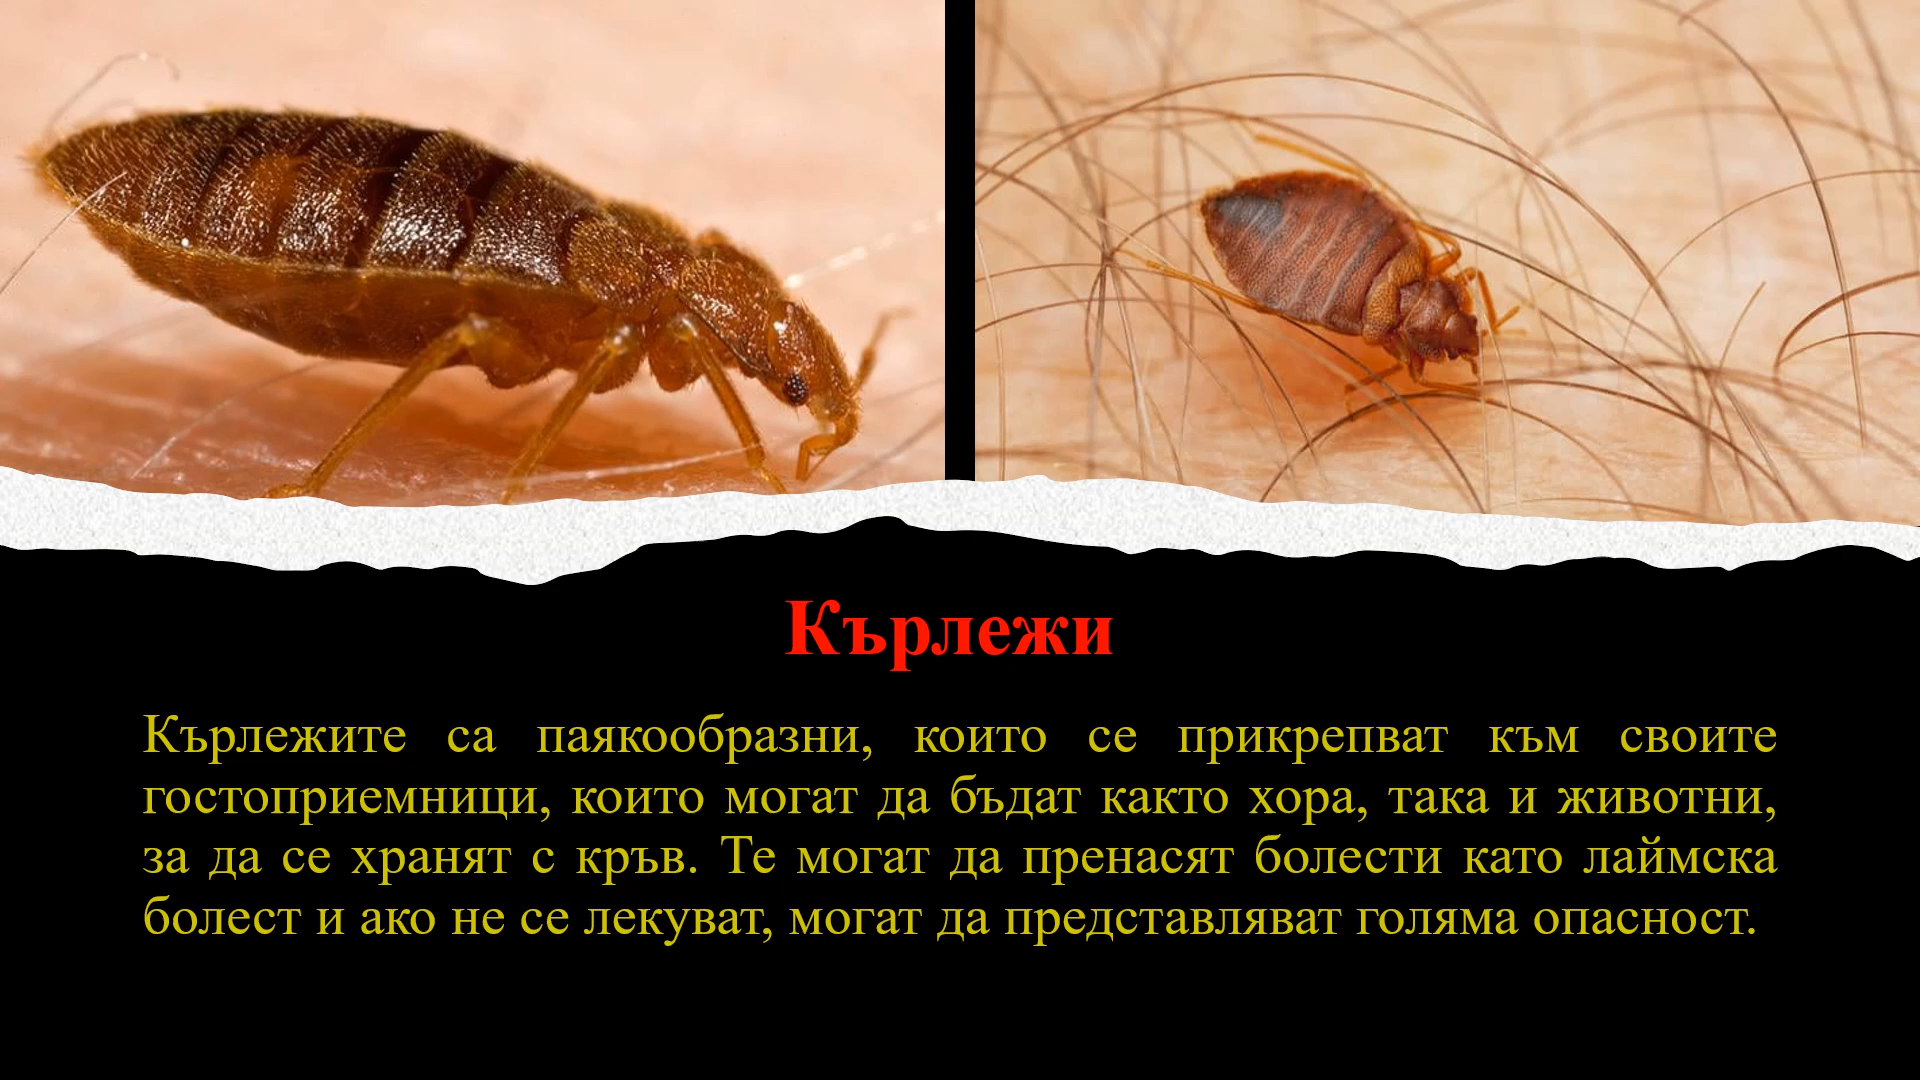 Кърлежи
Кърлежите са паякообразни, които се прикрепват към своите
гостоприемници, които могат да бъдат както хора, така и животни,
за да се хранят с кръв. Те могат да пренасят болести като лаймска
болест и ако не се лекуват, могат да представляват голяма опасност.